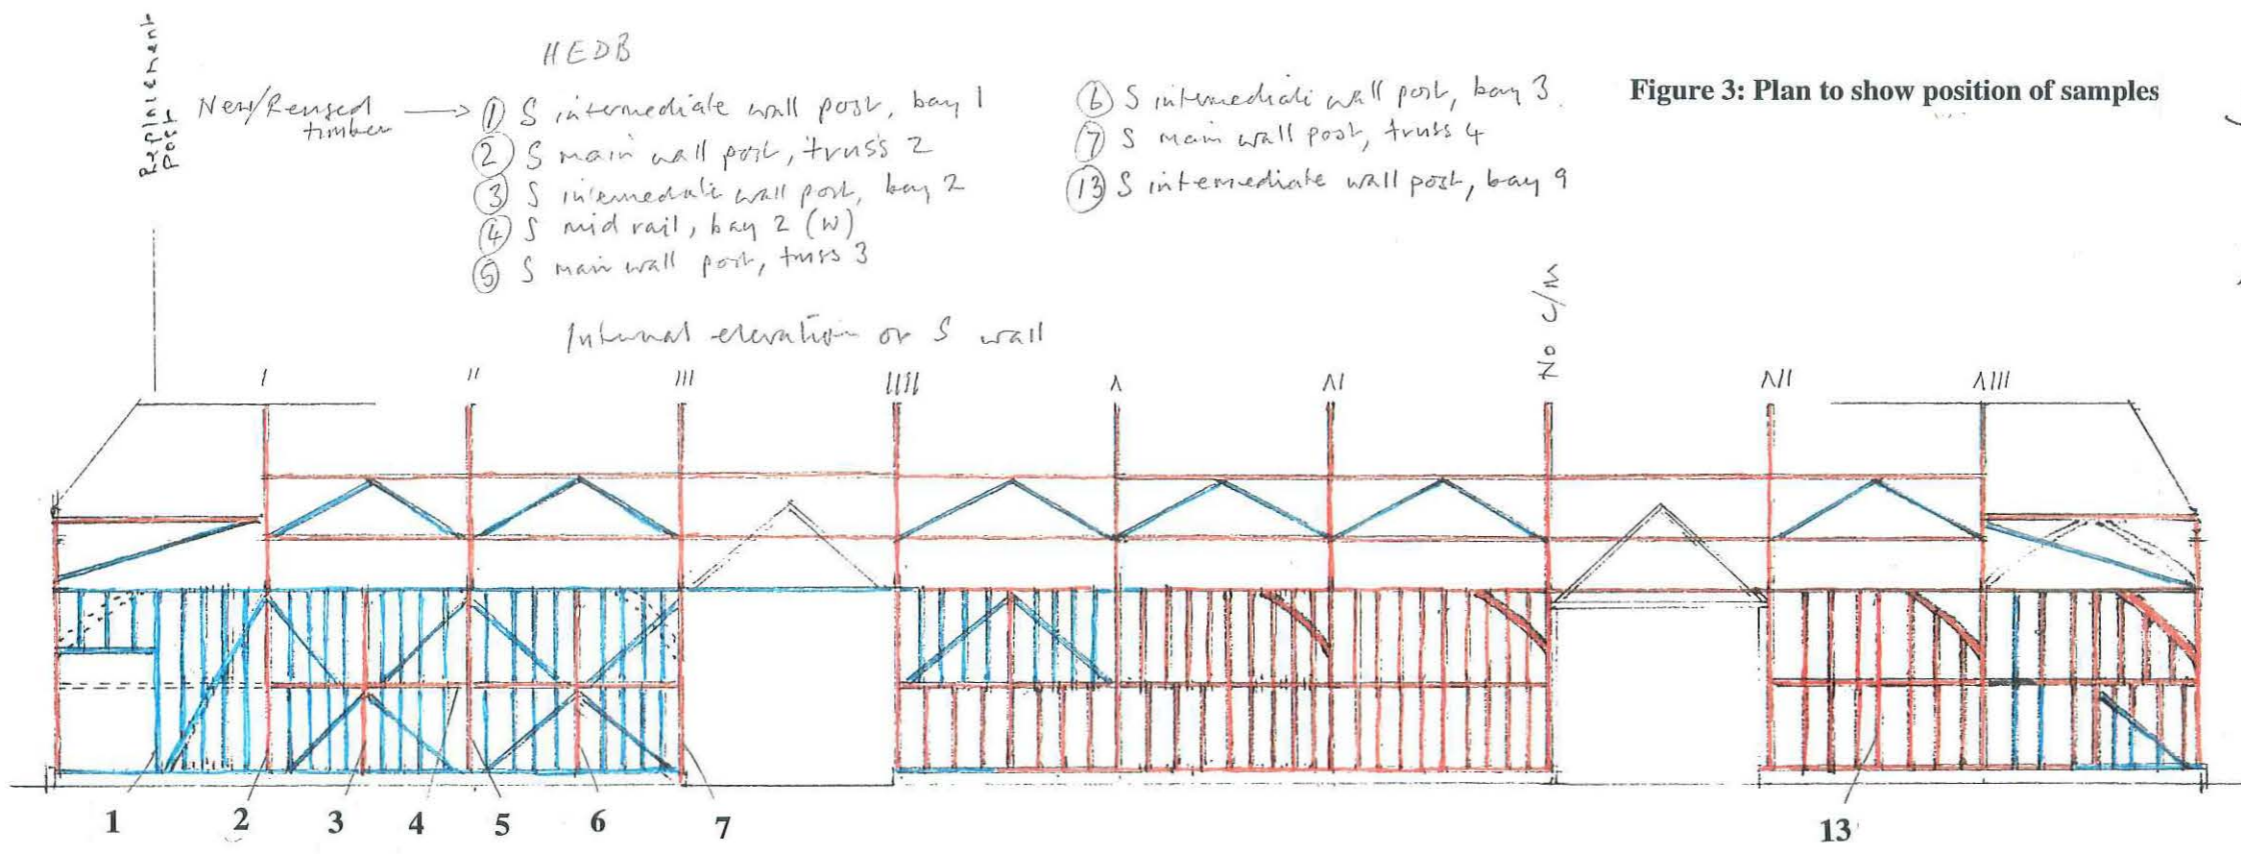 Replacement
Post
HEDB
New/Reused
timber
① S intermediate wall post, bay 1
② S main wall post, truss 2
③ S intermediate wall post, bay 2
④ S mid rail, bay 2 (W)
⑤ S main wall post, truss 3
⑥ S intermediate wall post, bay 3.
⑦ S main wall post, truss 4
⑬ S intermediate wall post, bay 9
Figure 3: Plan to show position of samples
Internal elevation of S wall
No c/m
I II III IIII Λ ΛI ΛII ΛIII
1 2 3 4 5 6 7 13